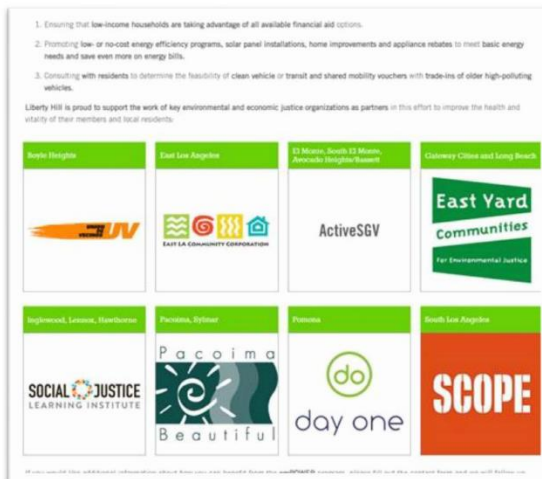 1. Ensuring that low-income households are taking advantage of all available financial aid options.
2. Promoting low- or no-cost energy efficiency programs, solar panel installations, home improvements and appliance rebates to meet basic energy
needs and save even more on energy bills.
3. Consulting with residents to determine the feasibility of clean vehicle or transit and shared mobility vouchers with trade-ins of older high-polluting
vehicles.
Liberty Hill is proud to support the work of key environmental and economic justice organizations as partners in this effort to improve the health and
vitality of their members and local residents:
Boyle Heights
East Los Angeles
El Monte, South El Monte,
Avocado Heights/Bassett
Gateway Cities and Long Beach
UV
EAST LA COMMUNITY CORPORATION
ActiveSGV
East Yard
Communities
For Environmental Justice
Inglewood, Lennox, Hawthorne
Pacoima, Sylmar
Pomona
South Los Angeles
SOCIAL JUSTICE
LEARNING INSTITUTE
Pacoima
Beautiful
do
day one
SCOPE